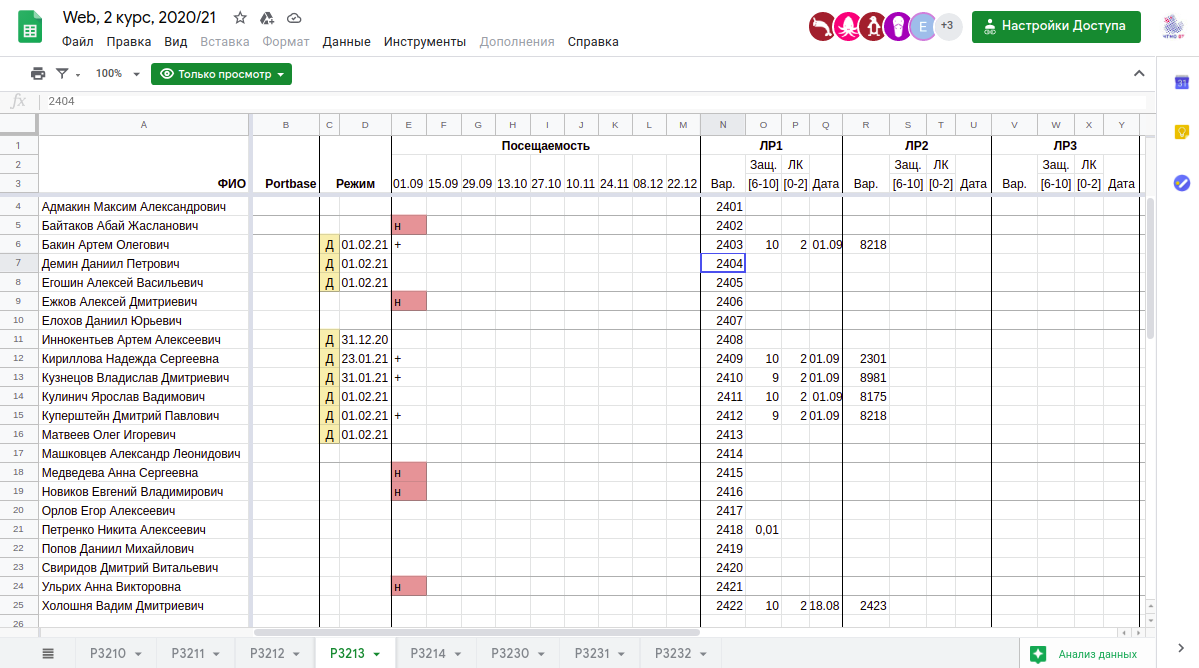 Web, 2 курс, 2020/21
Файл Правка Вид Вставка Формат Данные Инструменты Дополнения Справка
E +3 Настройки Доступа
100% Только просмотр
fx 2404
31
A B C D E F G H I J K L M N O P Q R S T U V W X Y
1 Посещаемость ЛР1 ЛР2 ЛР3
2 Защ. ЛК Защ. ЛК Защ. ЛК
3 ФИО Portbase Режим 01.09 15.09 29.09 13.10 27.10 10.11 24.11 08.12 22.12 Вар. [6-10] [0-2] Дата Вар. [6-10] [0-2] Дата Вар. [6-10] [0-2] Дата
4 Адмакин Максим Александрович 2401
5 Байтаков Абай Жасланович н 2402
6 Бакин Артем Олегович Д 01.02.21 + 2403 10 2 01.09 8218
7 Демин Даниил Петрович Д 01.02.21 2404
8 Егошин Алексей Васильевич Д 01.02.21 2405
9 Ежков Алексей Дмитриевич н 2406
10 Елохов Даниил Юрьевич 2407
11 Иннокентьев Артем Алексеевич Д 31.12.20 2408
12 Кириллова Надежда Сергеевна Д 23.01.21 + 2409 10 2 01.09 2301
13 Кузнецов Владислав Дмитриевич Д 31.01.21 + 2410 9 2 01.09 8981
14 Кулинич Ярослав Вадимович Д 01.02.21 2411 10 2 01.09 8175
15 Куперштейн Дмитрий Павлович Д 01.02.21 + 2412 9 2 01.09 8218
16 Матвеев Олег Игоревич Д 01.02.21 2413
17 Машковцев Александр Леонидович 2414
18 Медведева Анна Сергеевна н 2415
19 Новиков Евгений Владимирович н 2416
20 Орлов Егор Алексеевич 2417
21 Петренко Никита Алексеевич 2418 0,01
22 Попов Даниил Михайлович 2419
23 Свиридов Дмитрий Витальевич 2420
24 Ульрих Анна Викторовна н 2421
25 Холошня Вадим Дмитриевич 2422 10 2 18.08 2423
26
P3210 P3211 P3212 P3213 P3214 P3230 P3231 P3232 Анализ данных